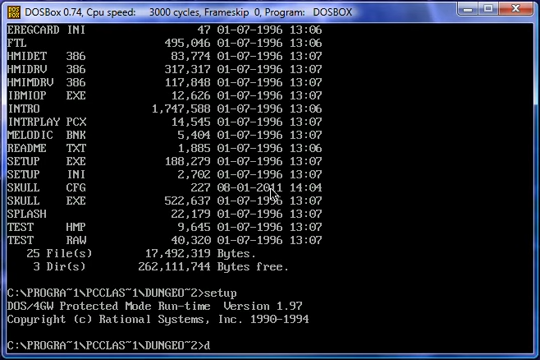 DOSBox 0.74, Cpu speed:    3000 cycles, Frameskip  0, Program:   DOSBOX
EREGCARD INI                47 01-07-1996 13:06
FTL                    495,046 01-07-1996 13:06
HMIDET   386            83,774 01-07-1996 13:07
HMIDRV   386           317,317 01-07-1996 13:07
HMIMDRV  386           117,848 01-07-1996 13:07
IBMIOP   EXE            12,626 01-07-1996 13:07
INTRO                1,747,588 01-07-1996 13:06
INTRPLAY PCX            14,545 01-07-1996 13:07
MELODIC  BNK             5,404 01-07-1996 13:07
README   TXT             1,885 01-07-1996 13:06
SETUP    EXE           188,279 01-07-1996 13:07
SETUP    INI             2,702 01-07-1996 13:07
SKULL    CFG               227 08-01-2011 14:04
SKULL    EXE           522,637 01-07-1996 13:07
SPLASH                  22,179 01-07-1996 13:07
TEST     HMP             9,645 01-07-1996 13:07
TEST     RAW            40,320 01-07-1996 13:07
25 File(s)       17,492,319 Bytes.
3 Dir(s)       262,111,744 Bytes free.
C:\PROGRA~1\PCCLAS~1\DUNGEO~2>setup
DOS/4GW Protected Mode Run-time  Version 1.97
Copyright (c) Rational Systems, Inc. 1990-1994
C:\PROGRA~1\PCCLAS~1\DUNGEO~2>d